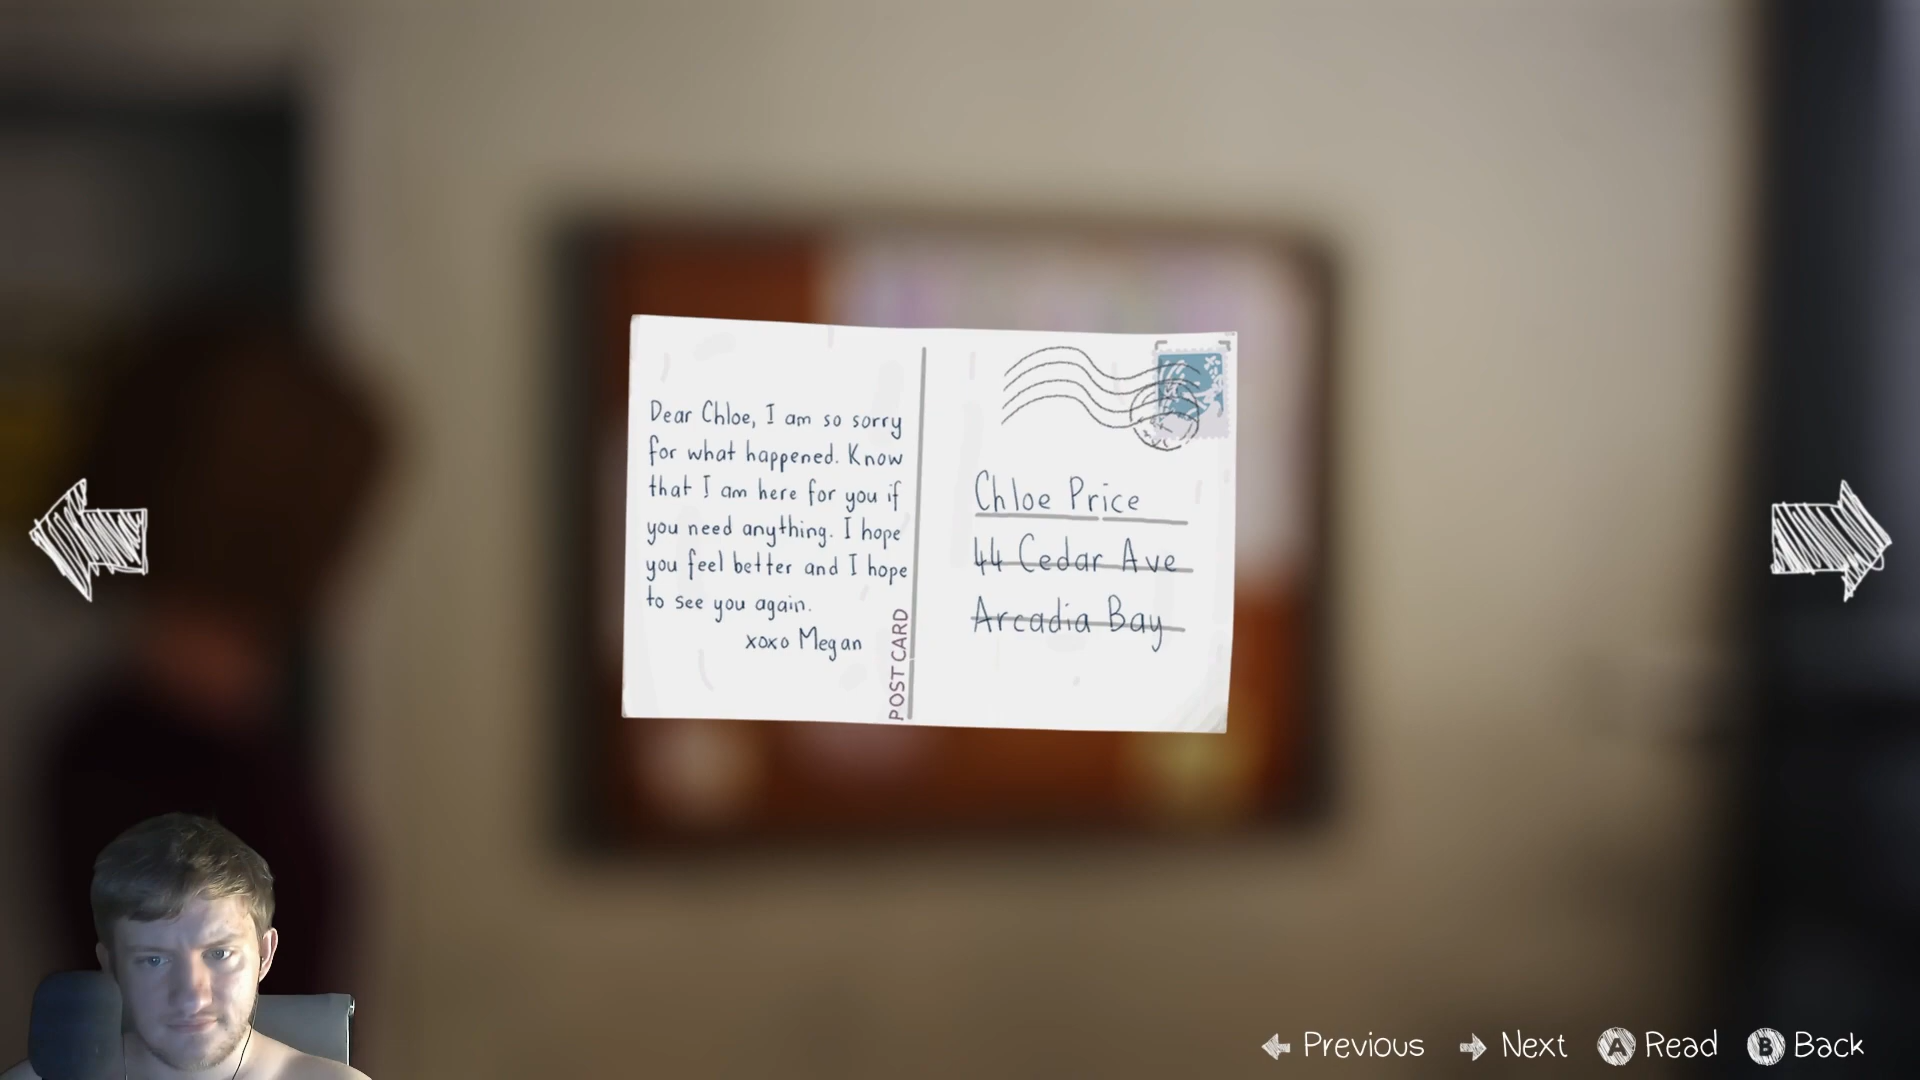 Dear Chloe, I am so sorry
for what happened. Know
that I am here for you if
you need anything. I hope
you feel better and I hope
to see you again.
xoxo Megan
POST CARD
Chloe Price
44 Cedar Ave
Arcadia Bay
Previous
Next
A Read
B Back